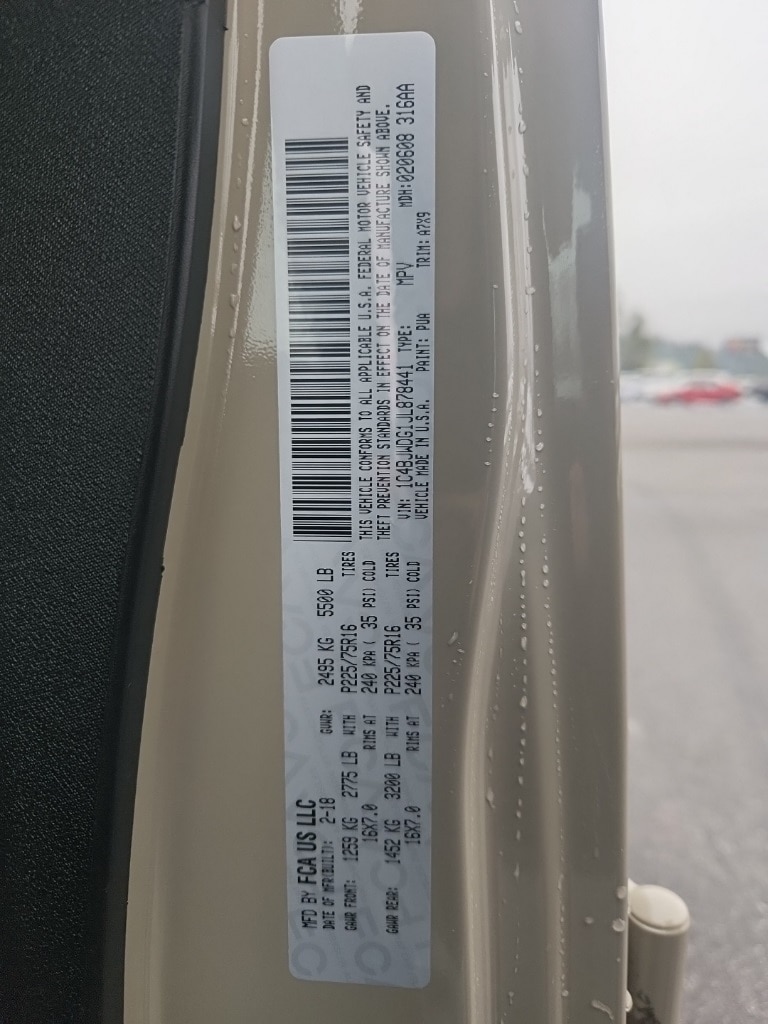 MFD BY FCA US LLC
DATE OF MFR(BUILT): 2-18 GVWR: 2495 KG 5500 LB
GAWR FRONT: 1259 KG 2775 LB WITH P225/75R16 TIRES
16X7.0 RIMS AT 240 KPA ( 35 PSI) COLD
GAWR REAR: 1452 KG 3200 LB WITH P225/75R16 TIRES
16X7.0 RIMS AT 240 KPA ( 35 PSI) COLD
THIS VEHICLE CONFORMS TO ALL APPLICABLE U.S.A. FEDERAL MOTOR VEHICLE SAFETY AND
THEFT PREVENTION STANDARDS IN EFFECT ON THE DATE OF MANUFACTURE SHOWN ABOVE.
VIN: 1C4BJWDG1JL878441 TYPE: MPV MDH:020608 316AA
VEHICLE MADE IN U.S.A. PAINT: PUA TRIM: A7X9